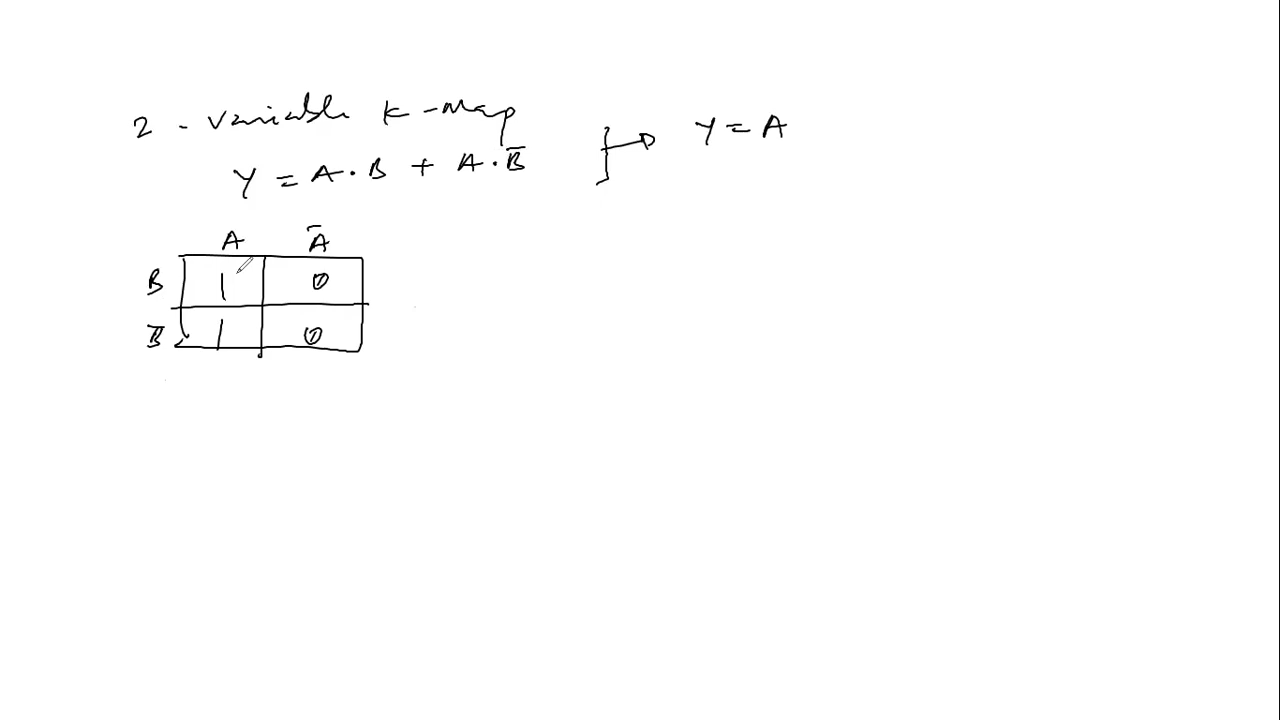 2 - variable k-map
Y = A · B + A · B̅
Y = A
A A̅
B 1 0
B̅ 1 0